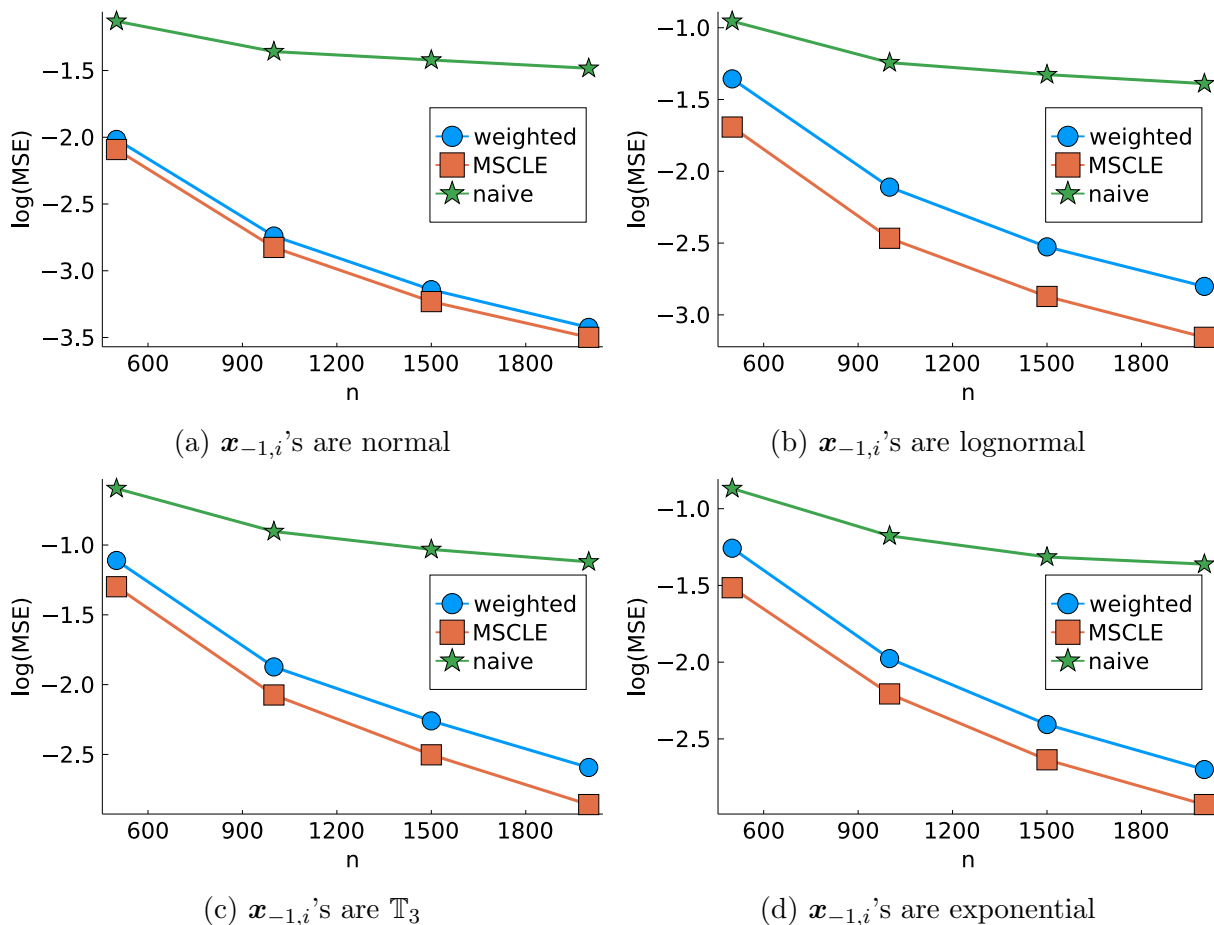 −1.5
−2.0
−2.5
−3.0
−3.5
log(MSE)
weighted
MSCLE
naive
600 900 1200 1500 1800
n
(a) x₋₁,ᵢ's are normal
−1.0
−1.5
−2.0
−2.5
−3.0
log(MSE)
weighted
MSCLE
naive
600 900 1200 1500 1800
n
(b) x₋₁,ᵢ's are lognormal
−1.0
−1.5
−2.0
−2.5
log(MSE)
weighted
MSCLE
naive
600 900 1200 1500 1800
n
(c) x₋₁,ᵢ's are 𝕋₃
−1.0
−1.5
−2.0
−2.5
log(MSE)
weighted
MSCLE
naive
600 900 1200 1500 1800
n
(d) x₋₁,ᵢ's are exponential